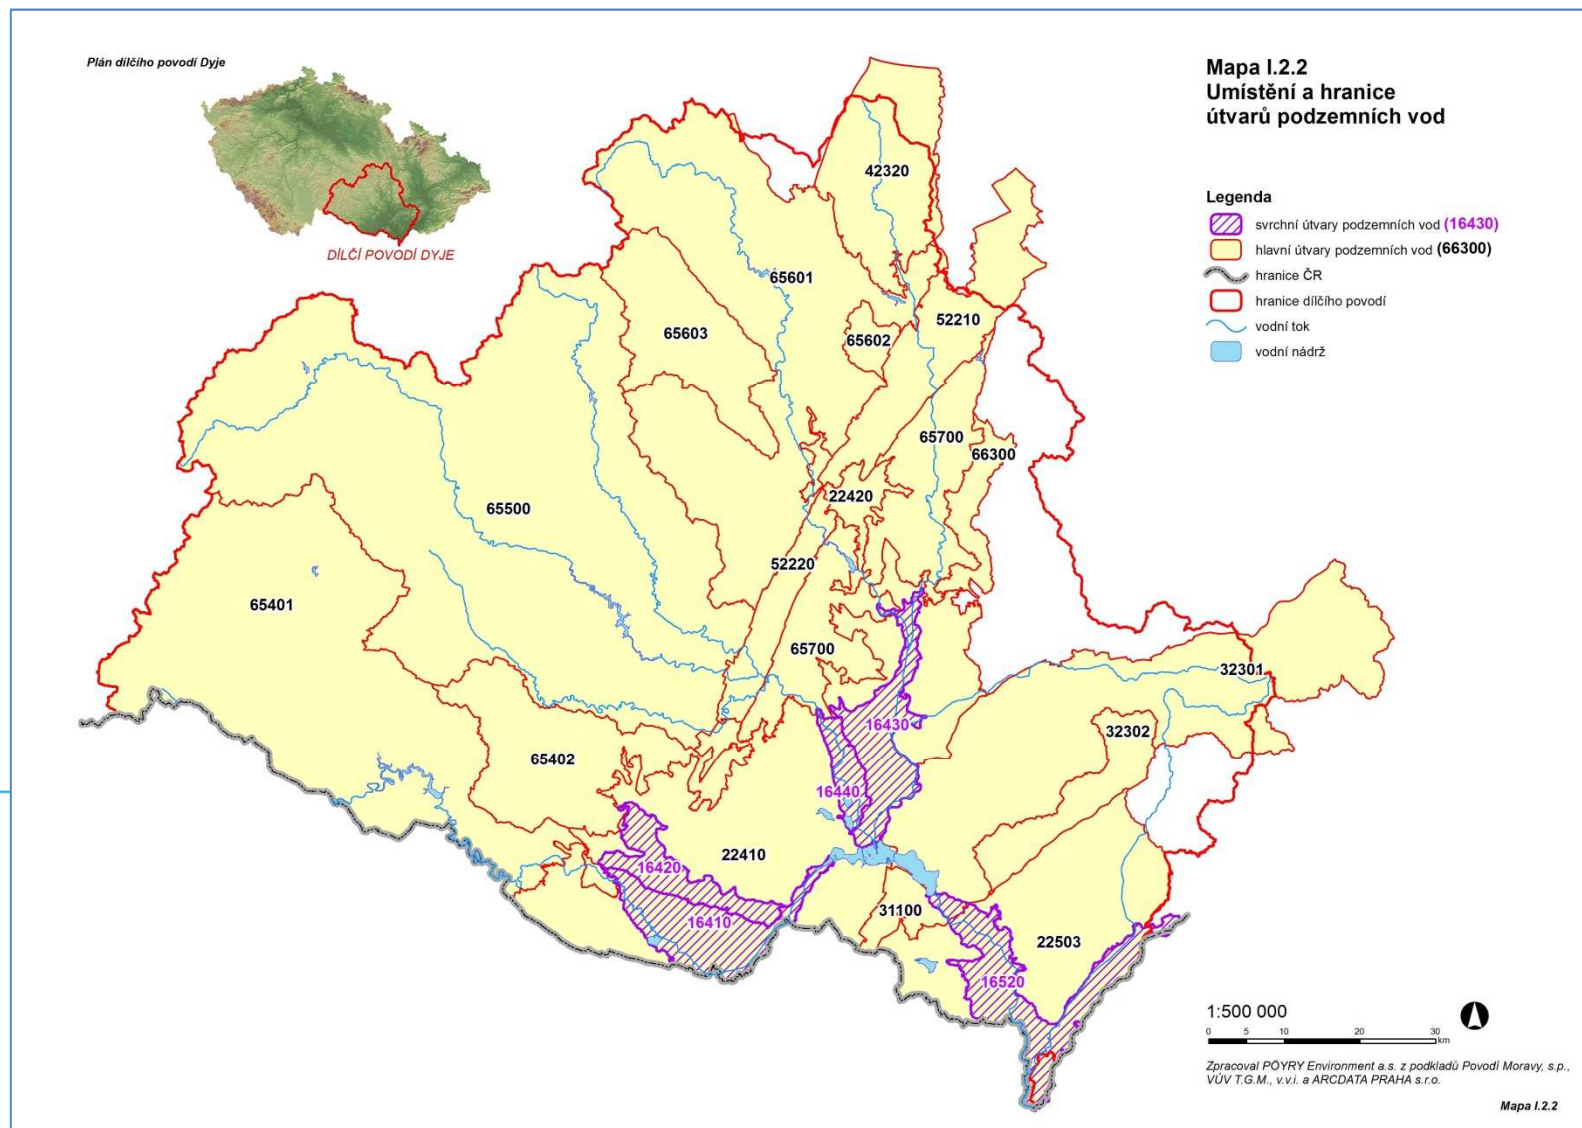 Plán dílčího povodí Dyje
DÍLČÍ POVODÍ DYJE
Mapa I.2.2
Umístění a hranice
útvarů podzemních vod
Legenda
svrchní útvary podzemních vod (16430)
hlavní útvary podzemních vod (66300)
hranice ČR
hranice dílčího povodí
vodní tok
vodní nádrž
42320
65601
65603
65602
52210
65700
66300
22420
65500
52220
65401
65700
32301
16430
32302
65402
16440
22410
16420
31100
16410
22503
16520
1:500 000
0 5 10 20 30
km
Zpracoval PÖYRY Environment a.s. z podkladů Povodí Moravy, s.p.,
VÚV T.G.M., v.v.i. a ARCDATA PRAHA s.r.o.
Mapa I.2.2